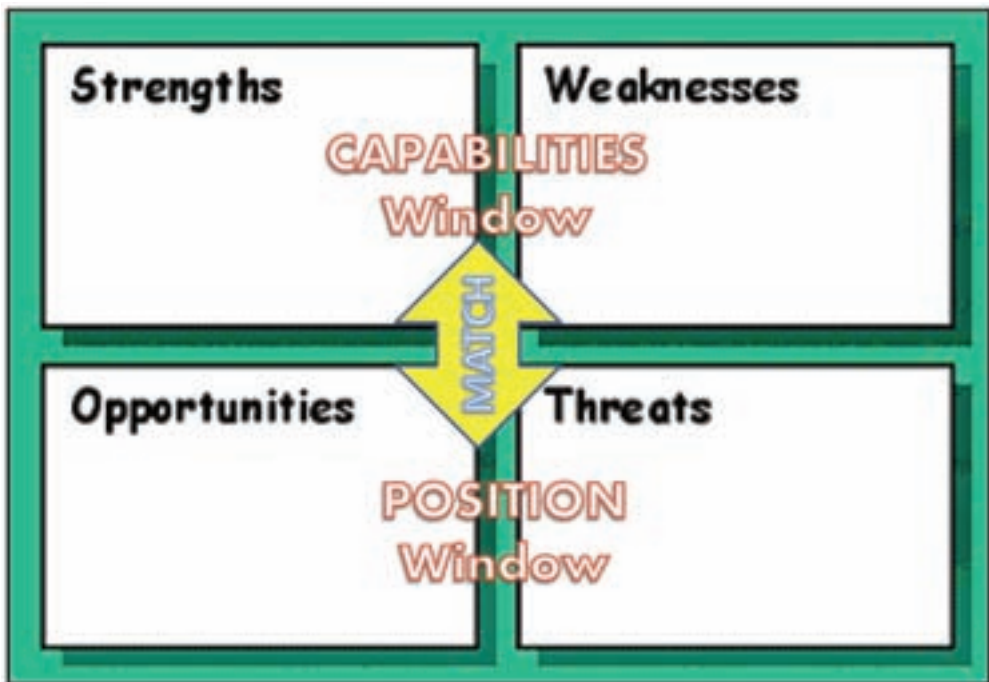 Strengths
Weaknesses
CAPABILITIES
Window
MATCH
Opportunities
Threats
POSITION
Window